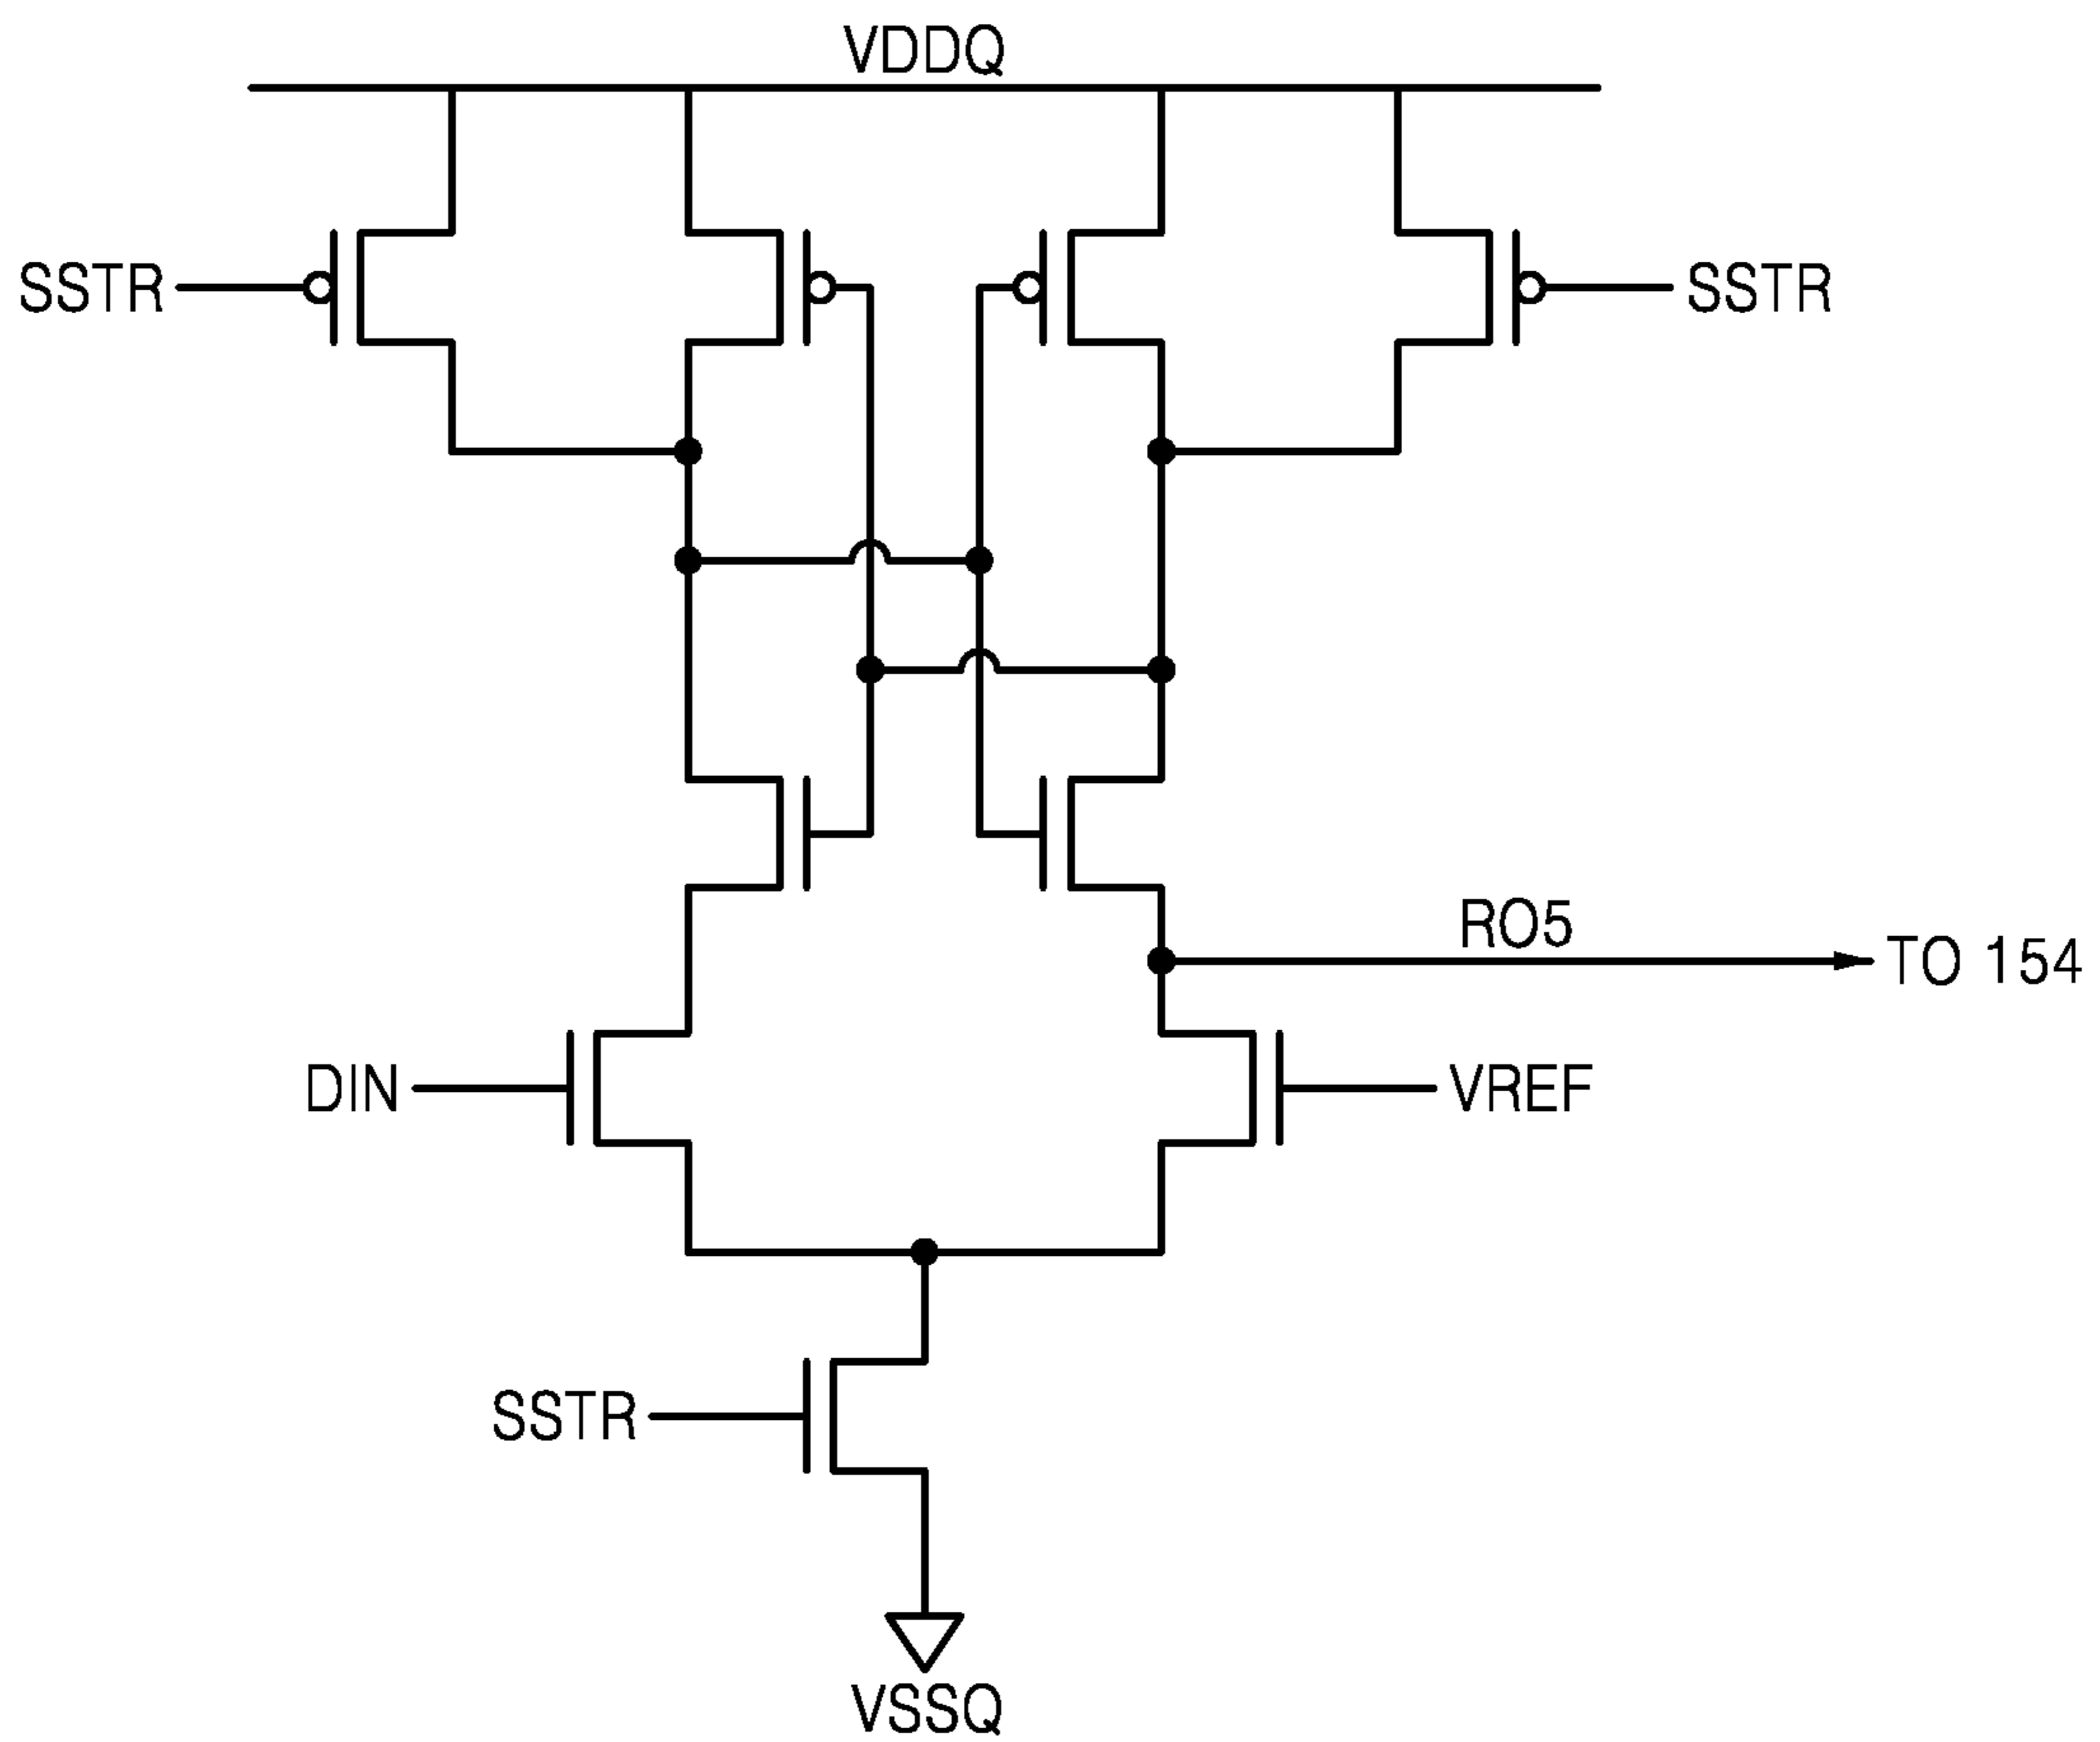 VDDQ
SSTR
SSTR
RO5
TO 154
DIN
VREF
SSTR
VSSQ